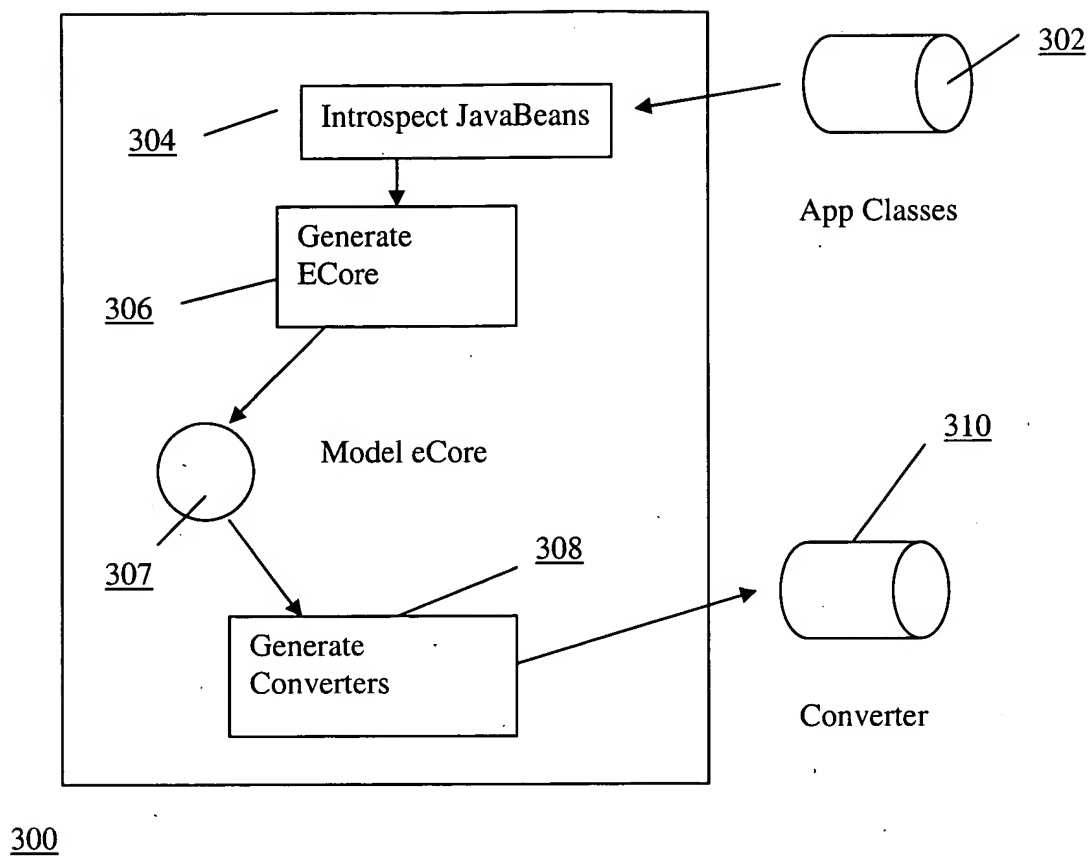 302
Introspect JavaBeans
304
App Classes
Generate
ECore
306
Model eCore
310
307
308
Generate
Converters
Converter
300